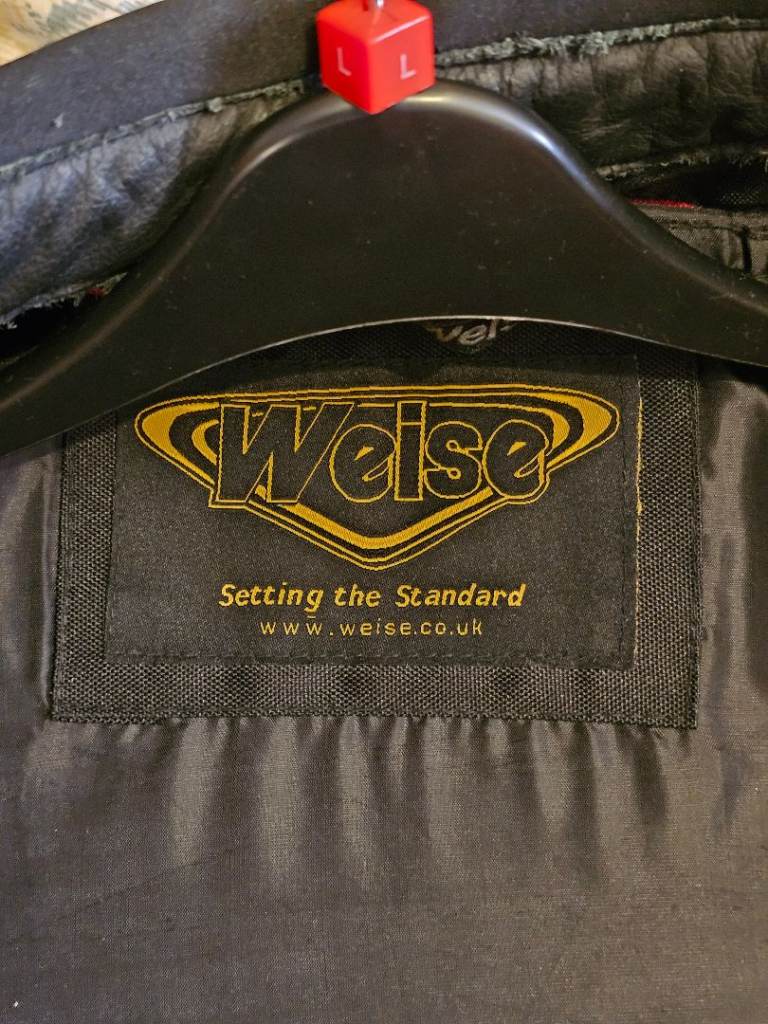 L L
Weise
Setting the Standard
www.weise.co.uk